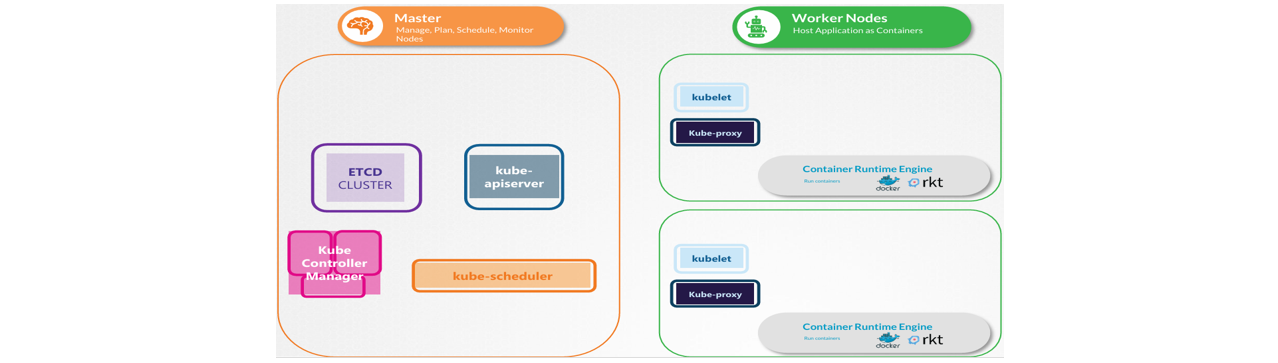 Master
Manage, Plan, Schedule, Monitor
Nodes
ETCD
CLUSTER
kube-
apiserver
Kube
Controller
Manager
kube-scheduler
Worker Nodes
Host Application as Containers
kubelet
Kube-proxy
Container Runtime Engine
Run containers
docker
rkt
kubelet
Kube-proxy
Container Runtime Engine
Run containers
docker
rkt